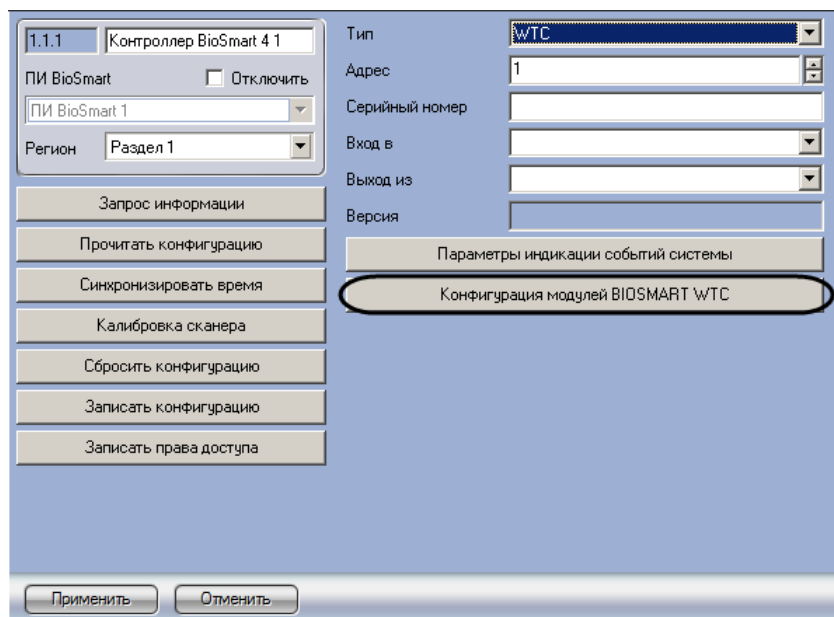 1.1.1 Контроллер BioSmart 4 1
ПИ BioSmart Отключить
ПИ BioSmart 1
Регион Раздел 1
Запрос информации
Прочитать конфигурацию
Синхронизировать время
Калибровка сканера
Сбросить конфигурацию
Записать конфигурацию
Записать права доступа
Тип WTC
Адрес 1
Серийный номер
Вход в
Выход из
Версия
Параметры индикации событий системы
Конфигурация модулей BIOSMART WTC
Применить Отменить